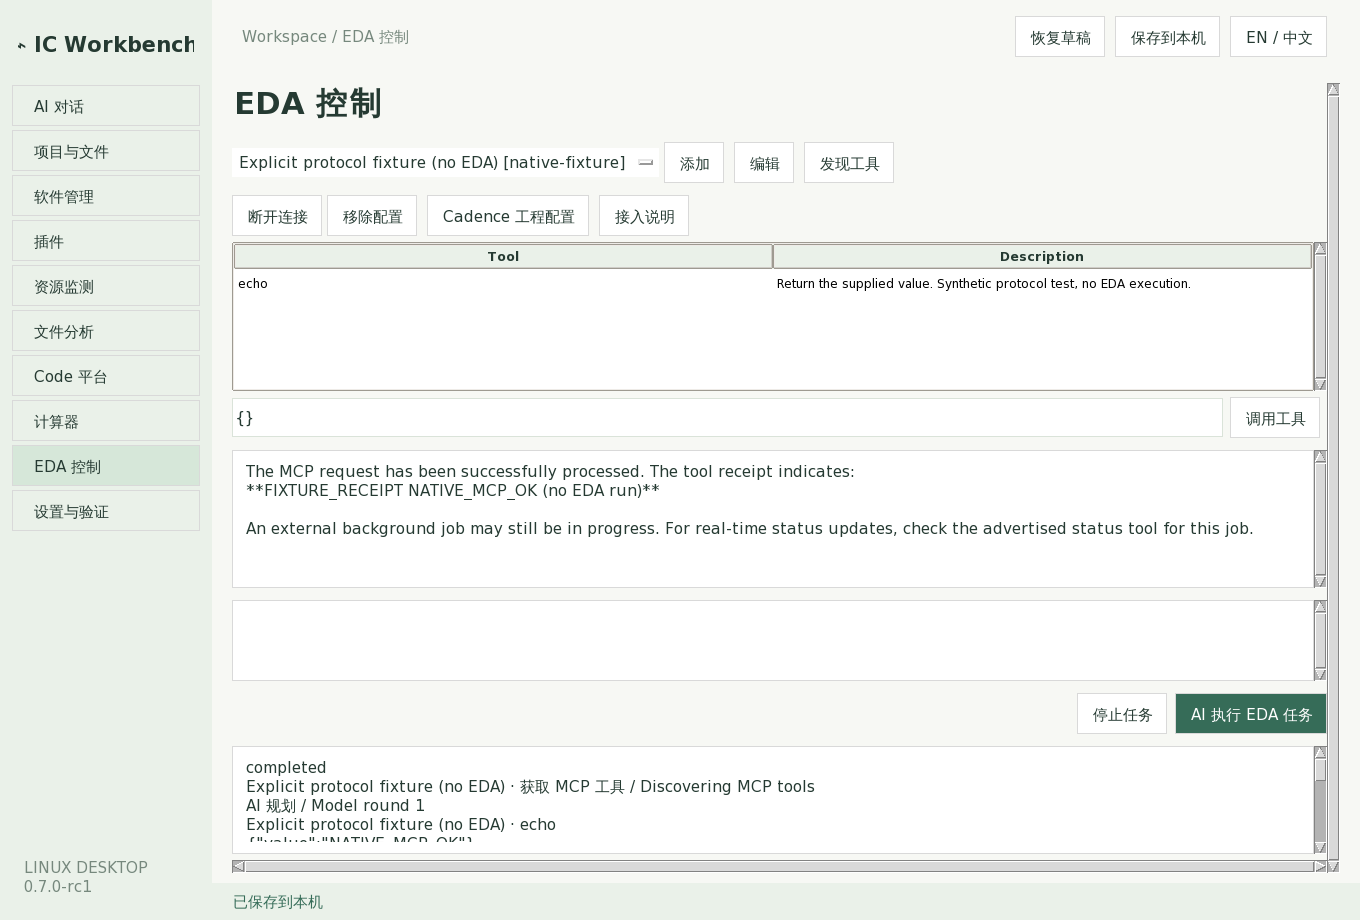 IC Workbench
Workspace / EDA 控制
恢复草稿
保存到本机
EN / 中文
AI 对话
项目与文件
软件管理
插件
资源监测
文件分析
Code 平台
计算器
EDA 控制
设置与验证
LINUX DESKTOP
0.7.0-rc1
EDA 控制
Explicit protocol fixture (no EDA) [native-fixture]
添加
编辑
发现工具
断开连接
移除配置
Cadence 工程配置
接入说明
Tool
Description
echo
Return the supplied value. Synthetic protocol test, no EDA execution.
{}
调用工具
The MCP request has been successfully processed. The tool receipt indicates:
**FIXTURE_RECEIPT NATIVE_MCP_OK (no EDA run)**
An external background job may still be in progress. For real-time status updates, check the advertised status tool for this job.
停止任务
AI 执行 EDA 任务
completed
Explicit protocol fixture (no EDA) · 获取 MCP 工具 / Discovering MCP tools
AI 规划 / Model round 1
Explicit protocol fixture (no EDA) · echo
{"value":"NATIVE_MCP_OK"}
已保存到本机